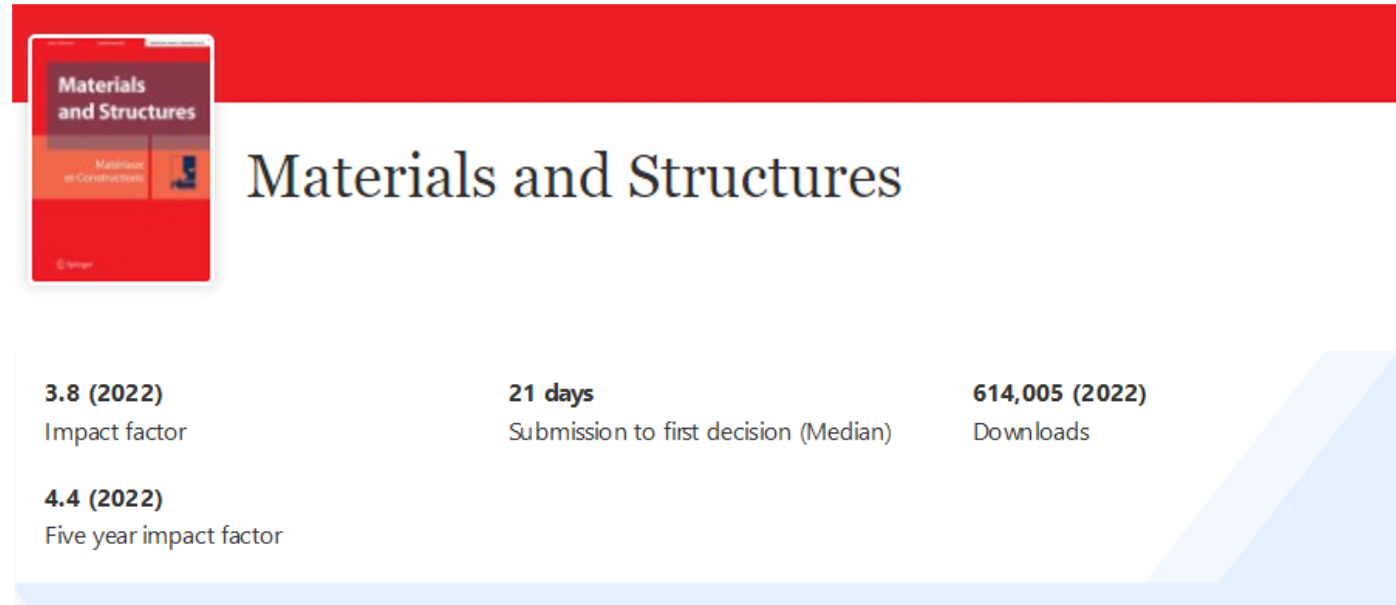 Materials
and Structures
Matériaux
et Constructions
Springer
Materials and Structures
3.8 (2022)
Impact factor
21 days
Submission to first decision (Median)
614,005 (2022)
Downloads
4.4 (2022)
Five year impact factor